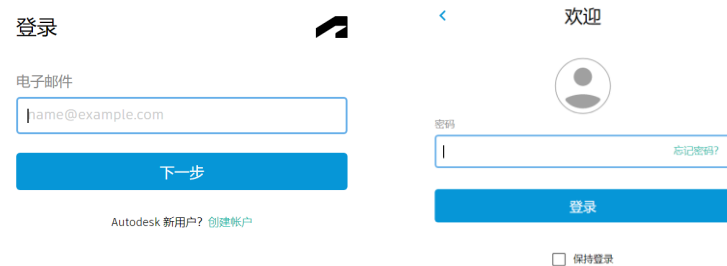 登录
电子邮件
name@example.com
下一步
Autodesk 新用户? 创建帐户
欢迎
密码
忘记密码?
登录
保持登录